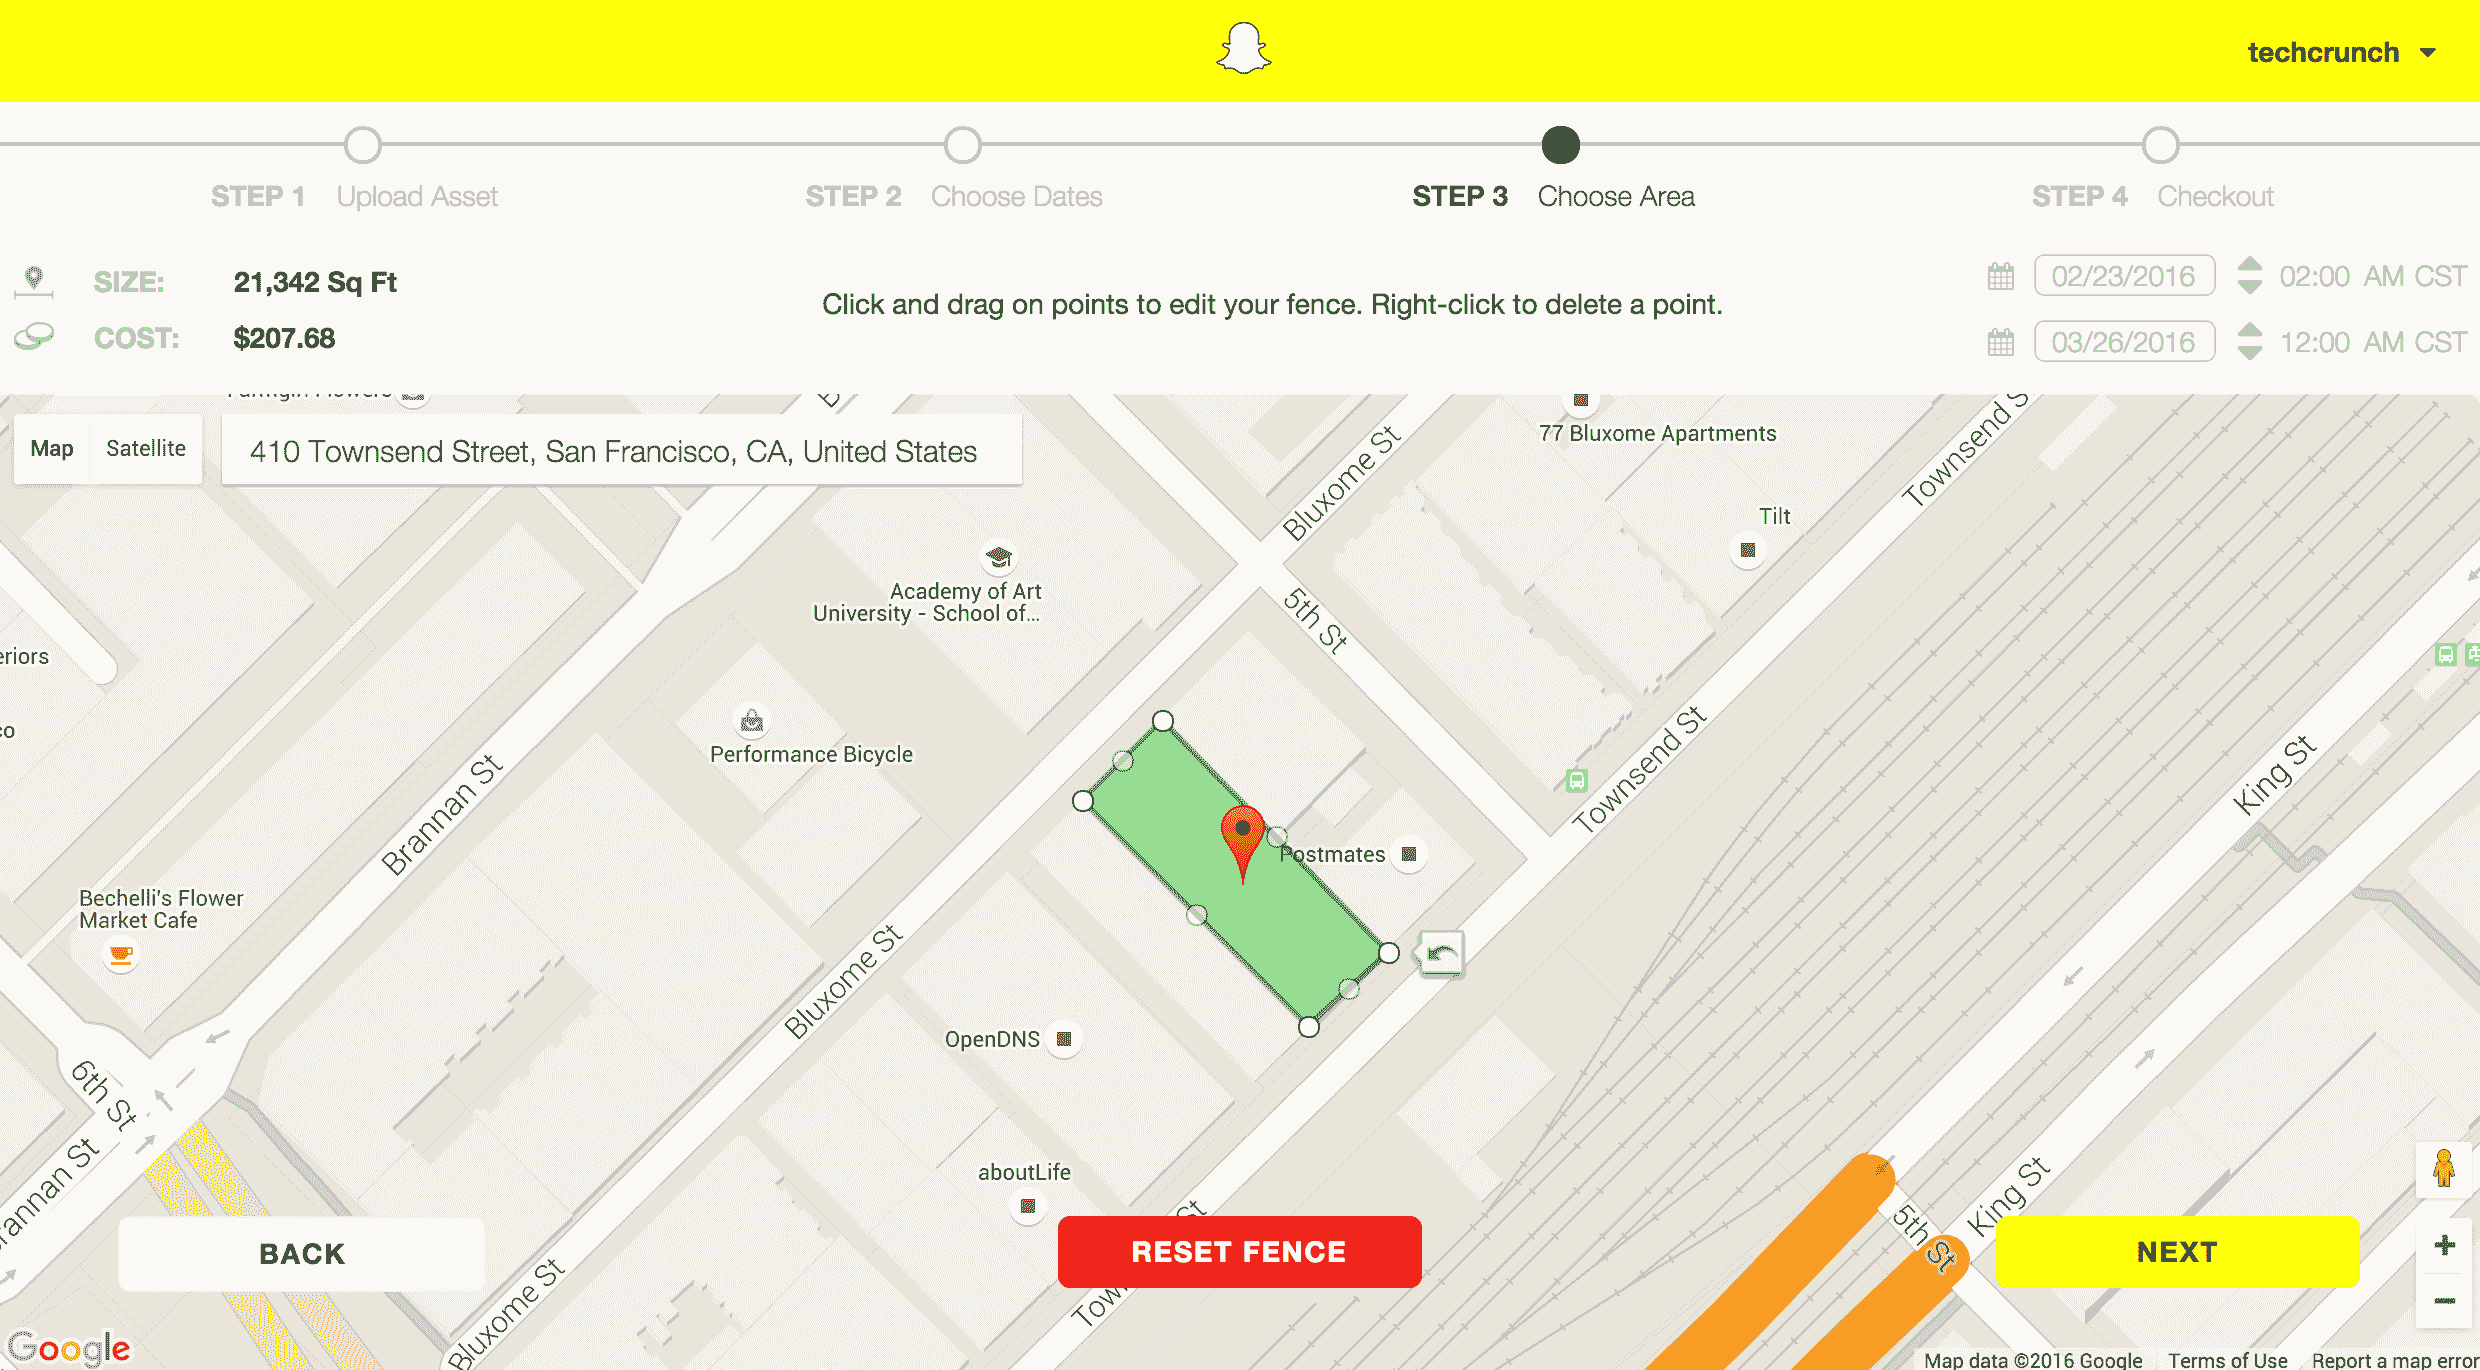 techcrunch
STEP 1 Upload Asset
STEP 2 Choose Dates
STEP 3 Choose Area
STEP 4 Checkout
SIZE: 21,342 Sq Ft
COST: $207.68
Click and drag on points to edit your fence. Right-click to delete a point.
02/23/2016 02:00 AM CST
03/26/2016 12:00 AM CST
Map Satellite
410 Townsend Street, San Francisco, CA, United States
77 Bluxome Apartments
Bluxome St
Townsend S
Tilt
Academy of Art
University - School of...
5th St
eriors
co
Performance Bicycle
Brannan St
Townsend St
King St
Postmates
Bechelli's Flower
Market Cafe
Bluxome St
OpenDNS
6th St
rannan St
aboutLife
King St
5th St
BACK
RESET FENCE
NEXT
Bluxome St
Google
Map data ©2016 Google Terms of Use Report a map error